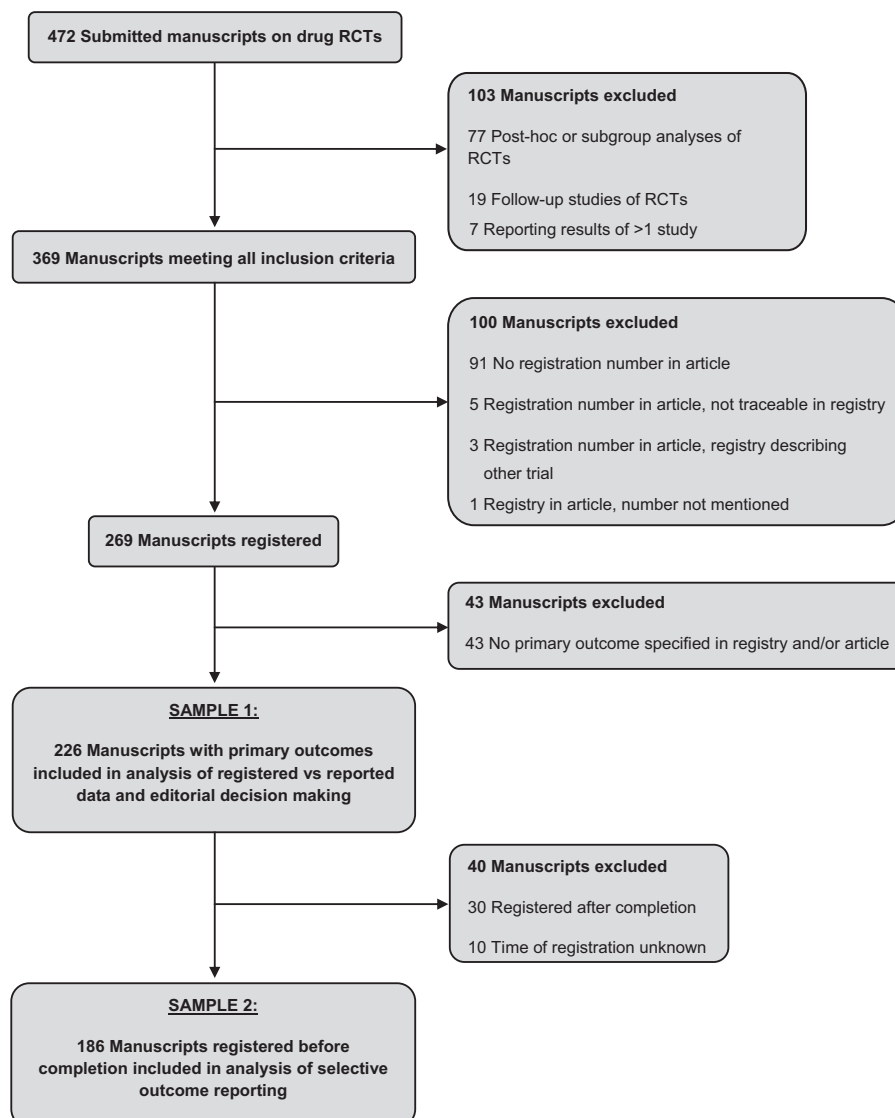 472 Submitted manuscripts on drug RCTs
103 Manuscripts excluded
77 Post-hoc or subgroup analyses of
RCTs
19 Follow-up studies of RCTs
7 Reporting results of >1 study
369 Manuscripts meeting all inclusion criteria
100 Manuscripts excluded
91 No registration number in article
5 Registration number in article, not traceable in registry
3 Registration number in article, registry describing
other trial
1 Registry in article, number not mentioned
269 Manuscripts registered
43 Manuscripts excluded
43 No primary outcome specified in registry and/or article
SAMPLE 1:
226 Manuscripts with primary outcomes
included in analysis of registered vs reported
data and editorial decision making
40 Manuscripts excluded
30 Registered after completion
10 Time of registration unknown
SAMPLE 2:
186 Manuscripts registered before
completion included in analysis of selective
outcome reporting